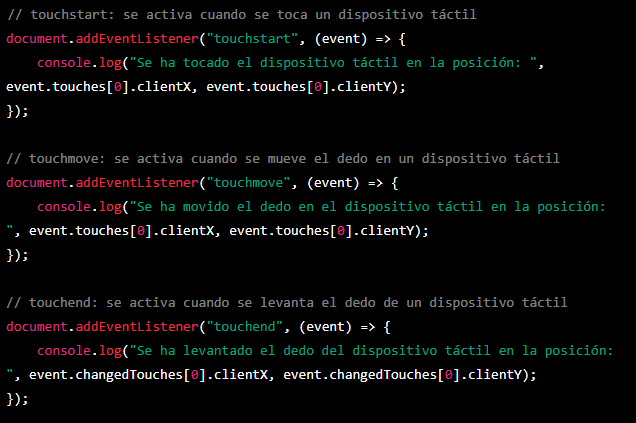 // touchstart: se activa cuando se toca un dispositivo táctil
document.addEventListener("touchstart", (event) => {
    console.log("Se ha tocado el dispositivo táctil en la posición: ",
event.touches[0].clientX, event.touches[0].clientY);
});

// touchmove: se activa cuando se mueve el dedo en un dispositivo táctil
document.addEventListener("touchmove", (event) => {
    console.log("Se ha movido el dedo en el dispositivo táctil en la posición:
", event.touches[0].clientX, event.touches[0].clientY);
});

// touchend: se activa cuando se levanta el dedo de un dispositivo táctil
document.addEventListener("touchend", (event) => {
    console.log("Se ha levantado el dedo del dispositivo táctil en la posición:
", event.changedTouches[0].clientX, event.changedTouches[0].clientY);
});